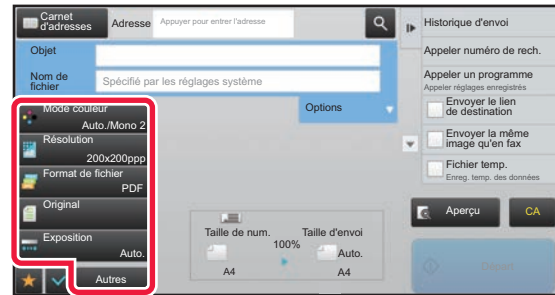 Carnet
d'adresses
Adresse
Appuyer pour entrer l'adresse
Objet
Nom de
fichier
Spécifié par les réglages système
Options
Mode couleur
Auto./Mono 2
Résolution
200x200ppp
Format de fichier
PDF
Original
Exposition
Auto.
Autres
Taille de num.
100%
Taille d'envoi
Auto.
A4
A4
Historique d'envoi
Appeler numéro de rech.
Appeler un programme
Appeler réglages enregistrés
Envoyer le lien
de destination
Envoyer la même
image qu'en fax
Fichier temp.
Enreg. temp. des données
Aperçu
CA
Départ